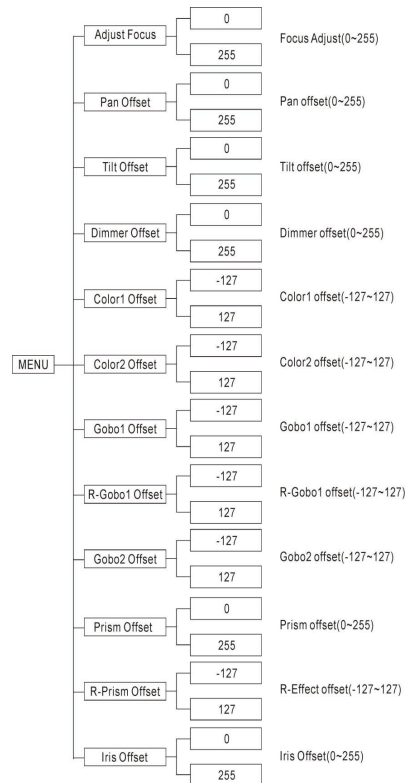 0
Adjust Focus
Focus Adjust(0~255)
255
0
Pan Offset
Pan offset(0~255)
255
0
Tilt Offset
Tilt offset(0~255)
255
0
Dimmer Offset
Dimmer offset(0~255)
255
-127
Color1 Offset
Color1 offset(-127~127)
127
-127
MENU
Color2 Offset
Color2 offset(-127~127)
127
-127
Gobo1 Offset
Gobo1 offset(-127~127)
127
-127
R-Gobo1 Offset
R-Gobo1 offset(-127~127)
127
-127
Gobo2 Offset
Gobo2 offset(-127~127)
127
0
Prism Offset
Prism offset(0~255)
255
-127
R-Prism Offset
R-Effect offset(-127~127)
127
0
Iris Offset
Iris Offset(0~255)
255